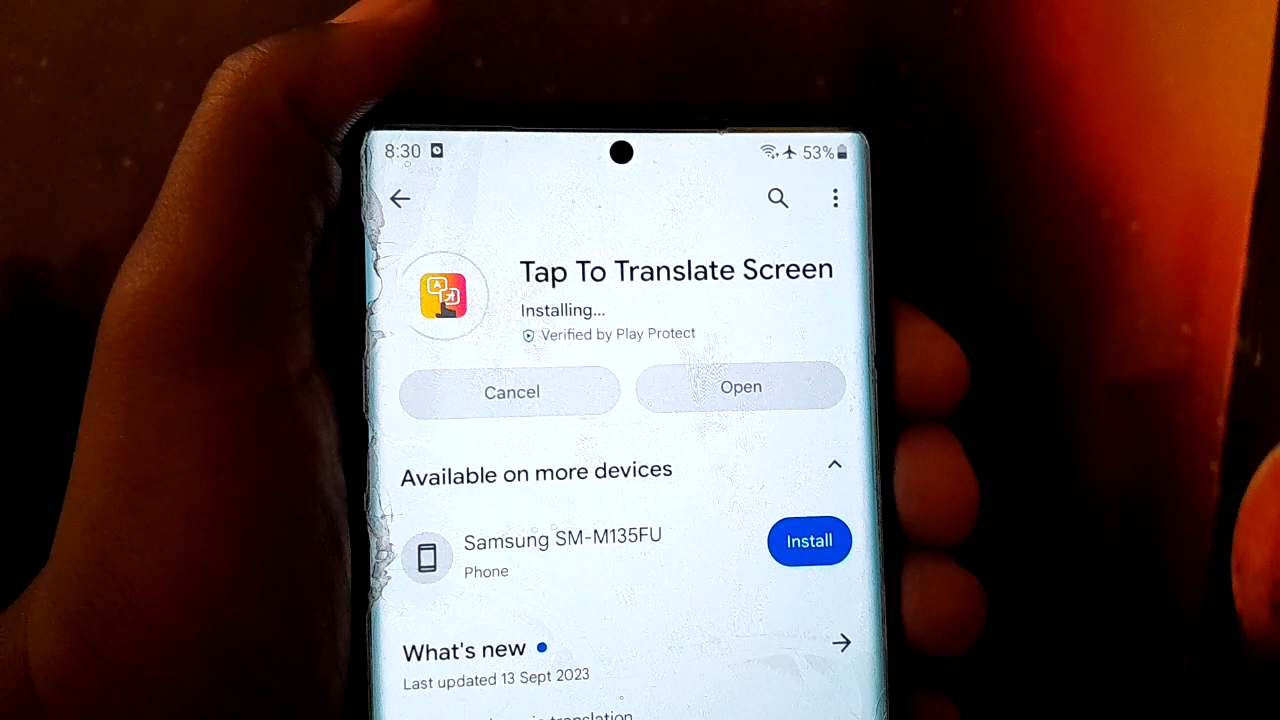 8:30
53%
Tap To Translate Screen
Installing...
Verified by Play Protect
Cancel
Open
Available on more devices
Samsung SM-M135FU
Phone
Install
What's new
Last updated 13 Sept 2023
translation